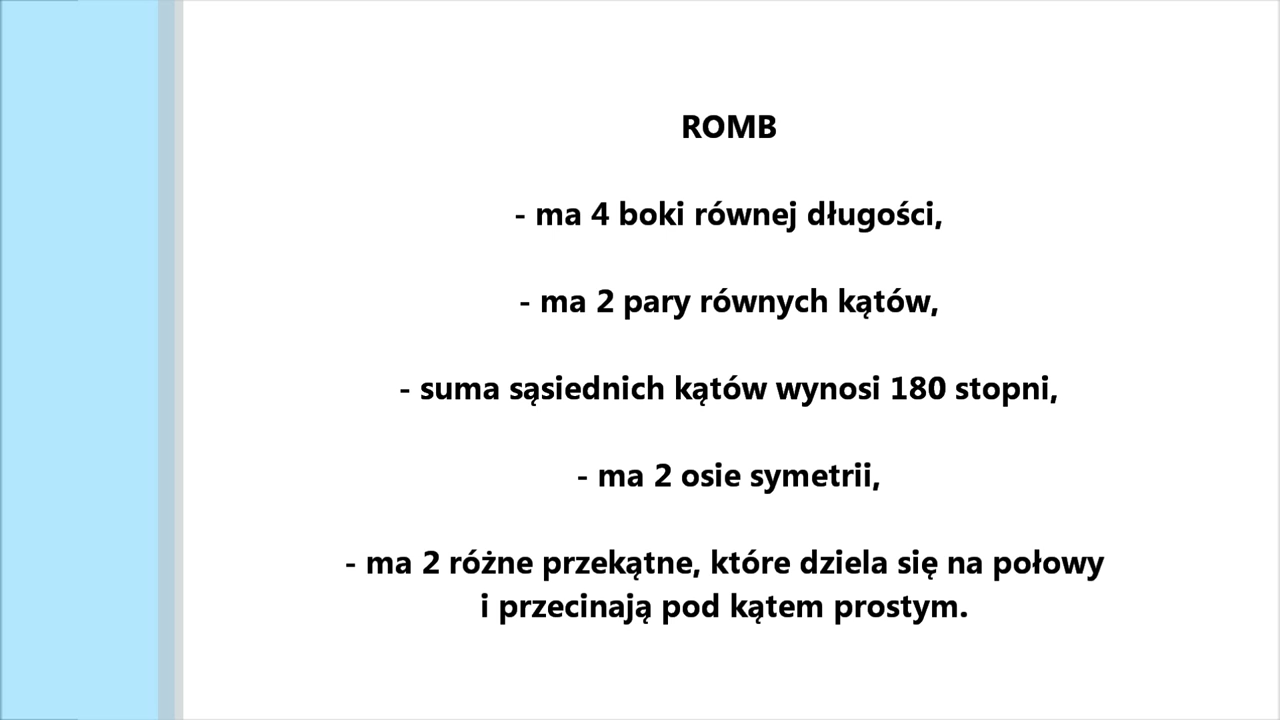 ROMB
- ma 4 boki równej długości,
- ma 2 pary równych kątów,
- suma sąsiednich kątów wynosi 180 stopni,
- ma 2 osie symetrii,
- ma 2 różne przekątne, które dziela się na połowy
i przecinają pod kątem prostym.